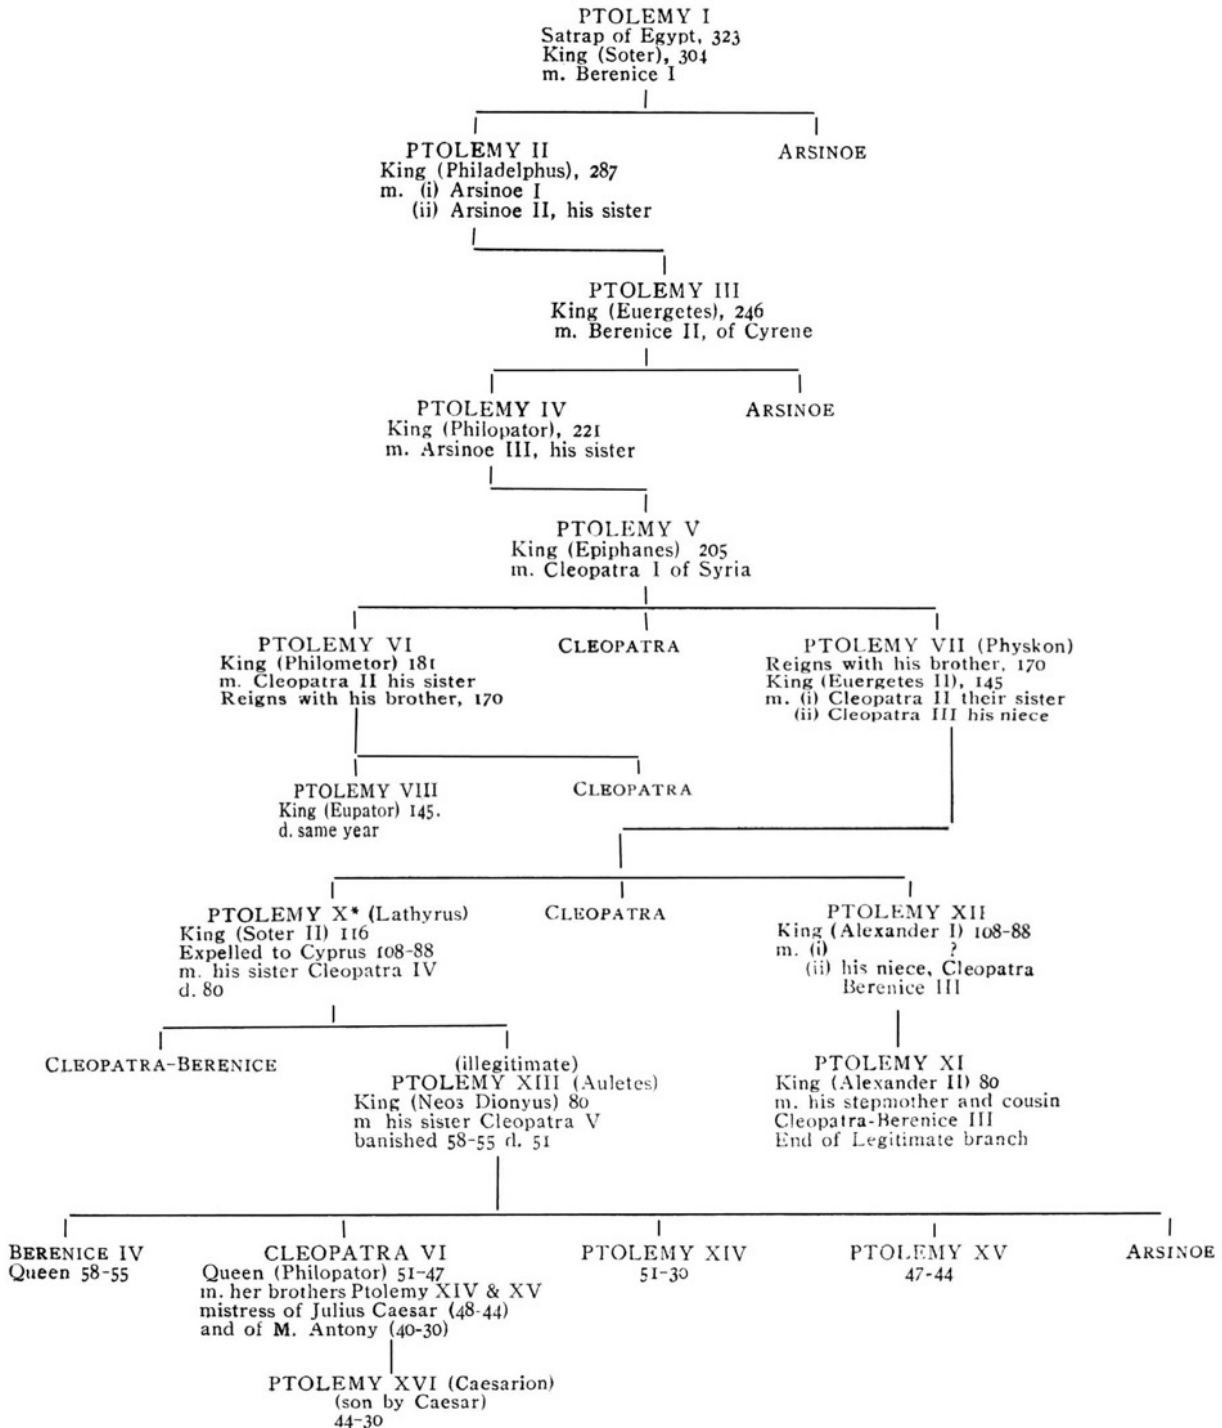 PTOLEMY I
Satrap of Egypt, 323
King (Soter), 304
m. Berenice I
PTOLEMY II
King (Philadelphus), 287
m. (i) Arsinoe I
(ii) Arsinoe II, his sister
ARSINOE
PTOLEMY III
King (Euergetes), 246
m. Berenice II, of Cyrene
PTOLEMY IV
King (Philopator), 221
m. Arsinoe III, his sister
ARSINOE
PTOLEMY V
King (Epiphanes) 205
m. Cleopatra I of Syria
PTOLEMY VI
King (Philometor) 181
m. Cleopatra II his sister
Reigns with his brother, 170
CLEOPATRA
PTOLEMY VII (Physkon)
Reigns with his brother, 170
King (Euergetes II), 145
m. (i) Cleopatra II their sister
(ii) Cleopatra III his niece
PTOLEMY VIII
King (Eupator) 145.
d. same year
CLEOPATRA
PTOLEMY X* (Lathyrus)
King (Soter II) 116
Expelled to Cyprus 108-88
m. his sister Cleopatra IV
d. 80
CLEOPATRA
PTOLEMY XII
King (Alexander I) 108-88
m. (i) ?
(ii) his niece, Cleopatra
Berenice III
CLEOPATRA-BERENICE
(illegitimate)
PTOLEMY XIII (Auletes)
King (Neos Dionyus) 80
m his sister Cleopatra V
banished 58-55 d. 51
PTOLEMY XI
King (Alexander II) 80
m. his stepmother and cousin
Cleopatra-Berenice III
End of Legitimate branch
BERENICE IV
Queen 58-55
CLEOPATRA VI
Queen (Philopator) 51-47
m. her brothers Ptolemy XIV & XV
mistress of Julius Caesar (48-44)
and of M. Antony (40-30)
PTOLEMY XIV
51-30
PTOLEMY XV
47-44
ARSINOE
PTOLEMY XVI (Caesarion)
(son by Caesar)
44-30